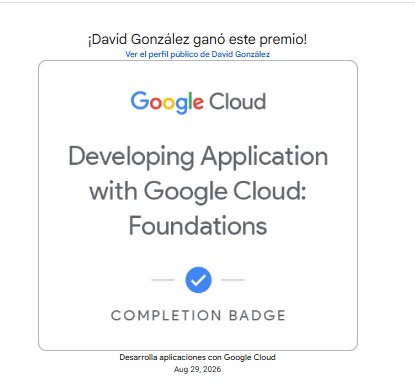 ¡David González ganó este premio!
Ver el perfil público de David González
Google Cloud
Developing Application
with Google Cloud:
Foundations
COMPLETION BADGE
Desarrolla aplicaciones con Google Cloud
Aug 29, 2026